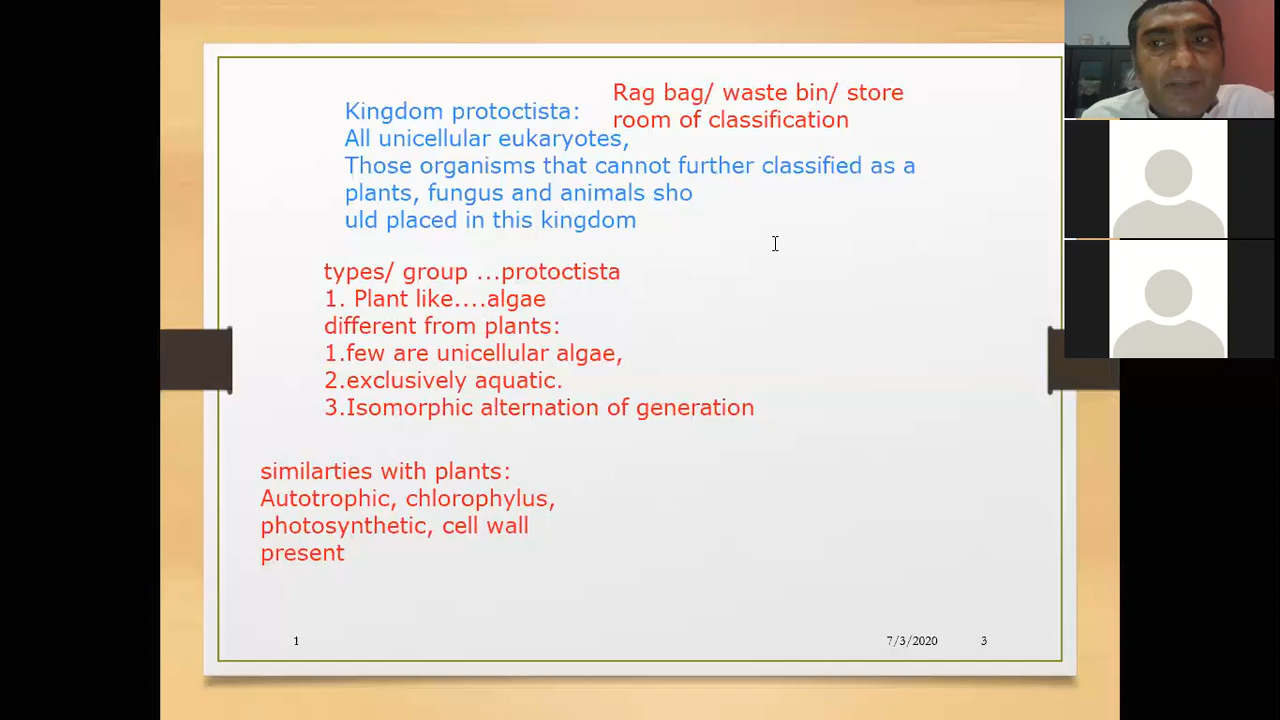 Rag bag/ waste bin/ store
room of classification
Kingdom protoctista:
All unicellular eukaryotes,
Those organisms that cannot further classified as a
plants, fungus and animals sho
uld placed in this kingdom
types/ group ...protoctista
1. Plant like....algae
different from plants:
1.few are unicellular algae,
2.exclusively aquatic.
3.Isomorphic alternation of generation
similarties with plants:
Autotrophic, chlorophylus,
photosynthetic, cell wall
present
1
7/3/2020
3